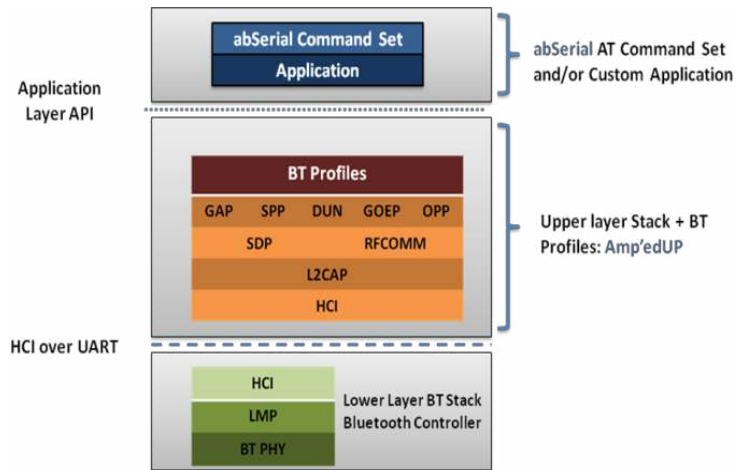 abSerial Command Set
Application
abSerial AT Command Set
and/or Custom Application
Application
Layer API
BT Profiles
GAP SPP DUN GOEP OPP
SDP RFCOMM
L2CAP
HCI
Upper layer Stack + BT
Profiles: Amp'edUP
HCI over UART
HCI
LMP
BT PHY
Lower Layer BT Stack
Bluetooth Controller